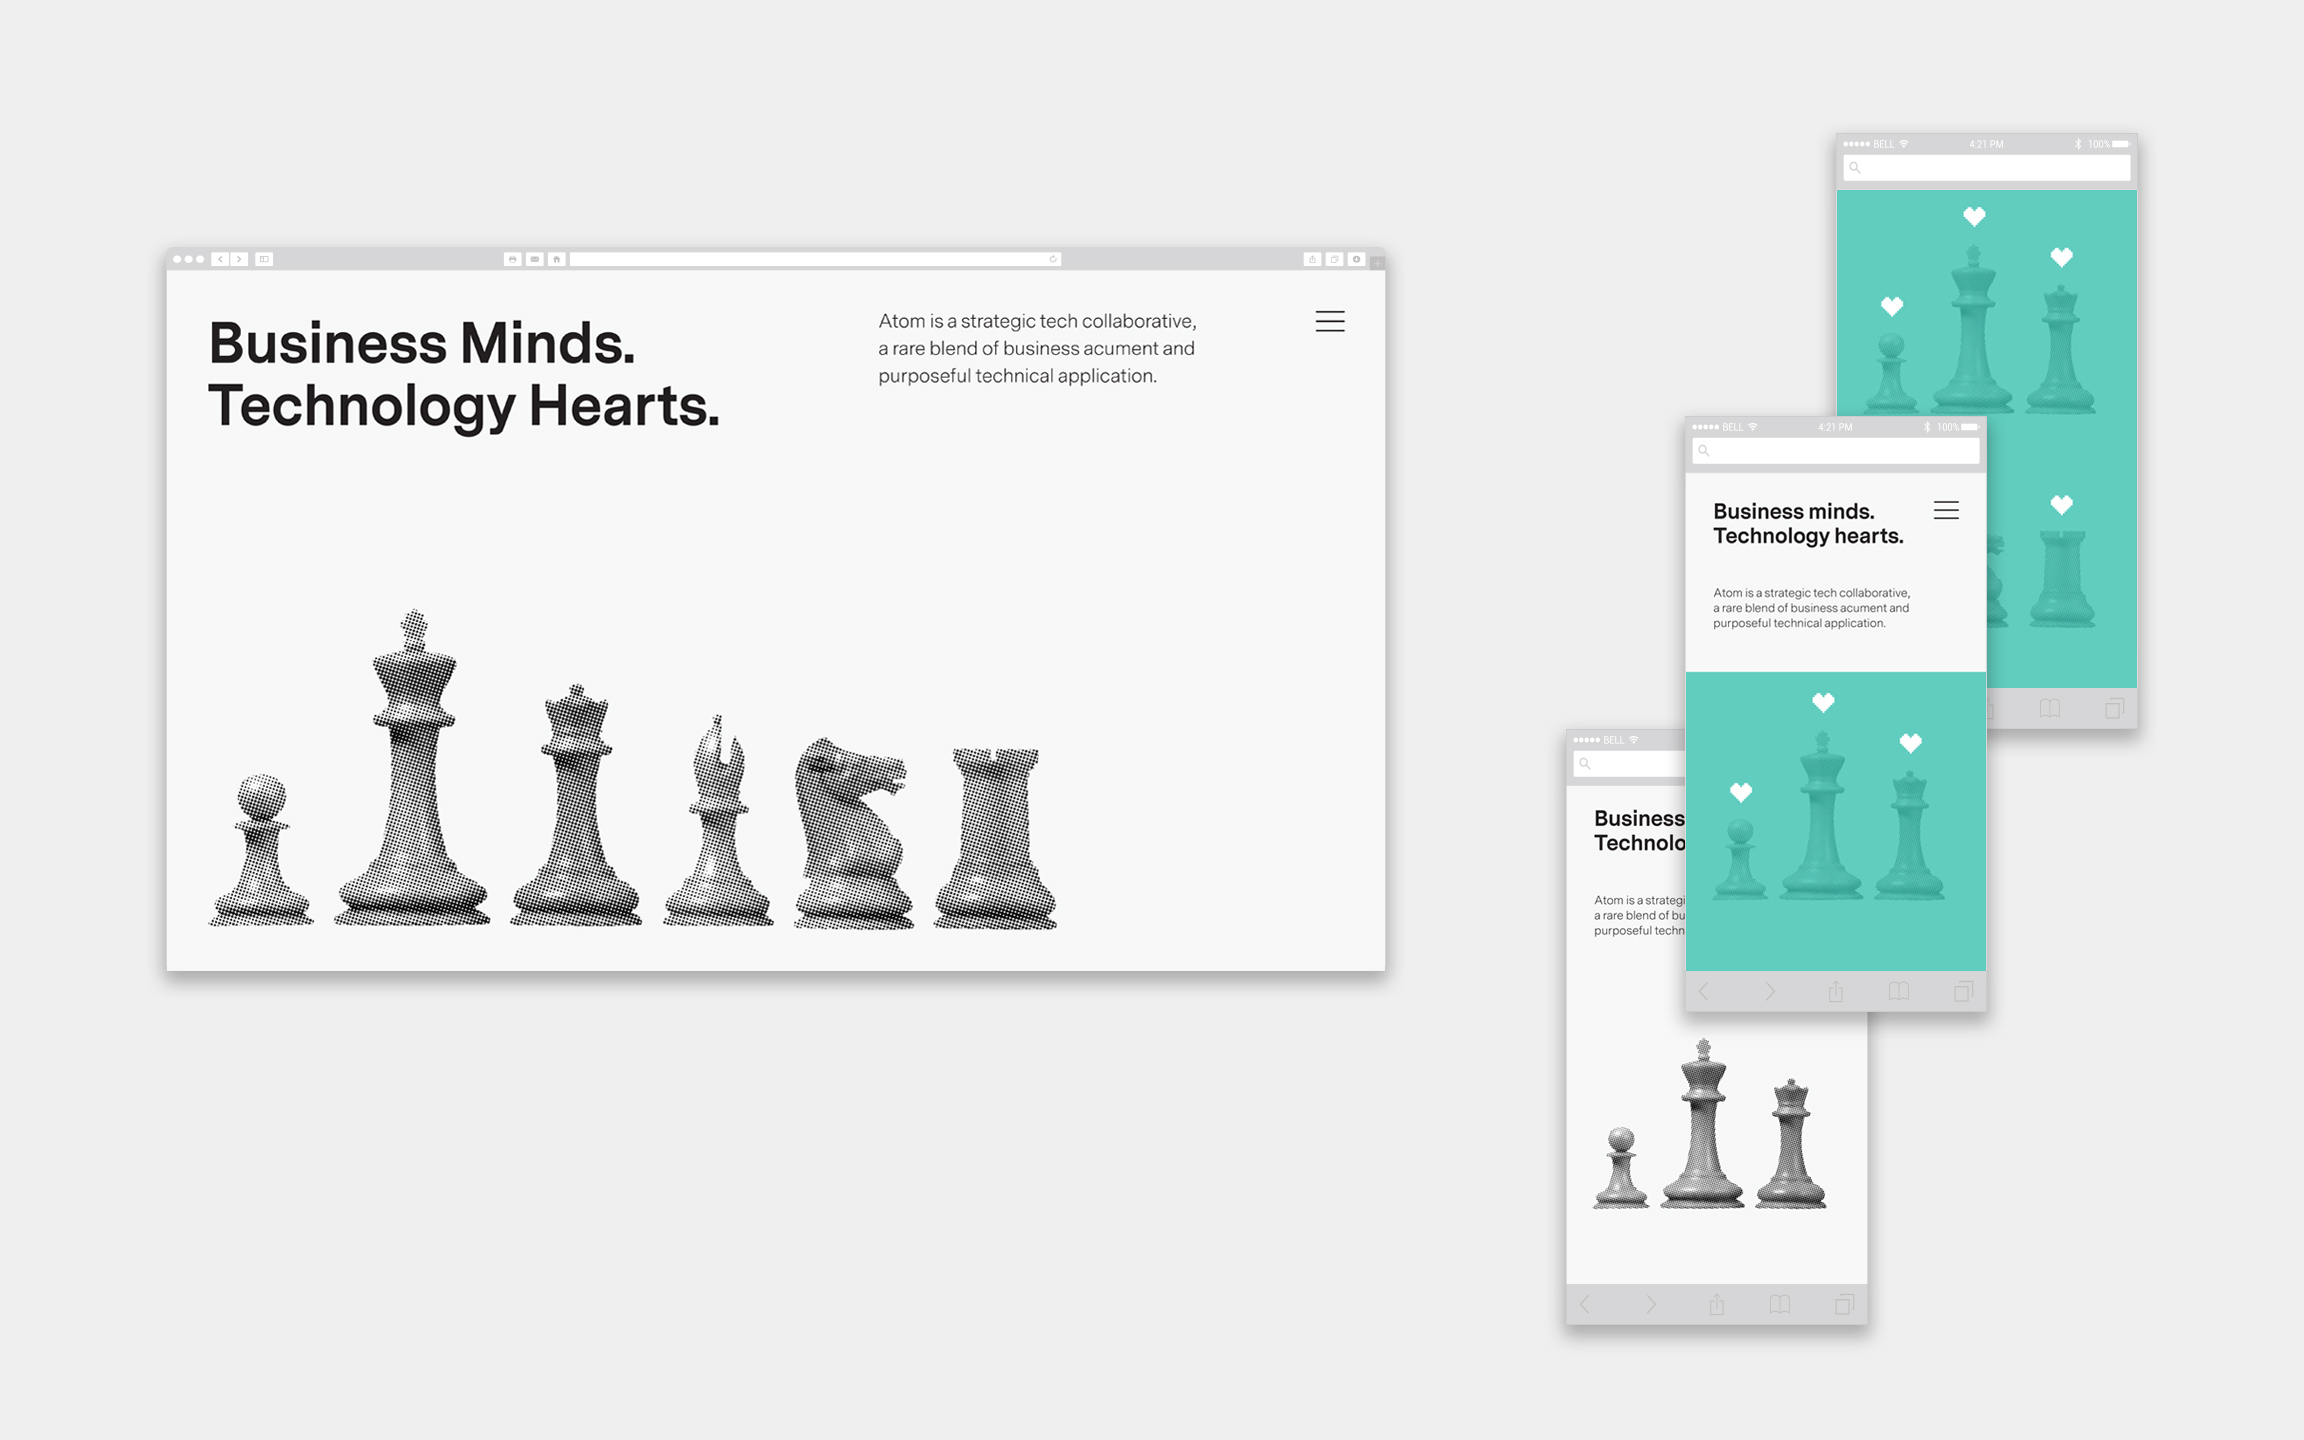 Business Minds.
Technology Hearts.
Atom is a strategic tech collaborative,
a rare blend of business acument and
purposeful technical application.
BELL 4:21 PM 100%
BELL 4:21 PM 100%
Business minds.
Technology hearts.
Atom is a strategic tech collaborative,
a rare blend of business acument and
purposeful technical application.
BELL
Business
Technolo
Atom is a strategi
a rare blend of bu
purposeful techn